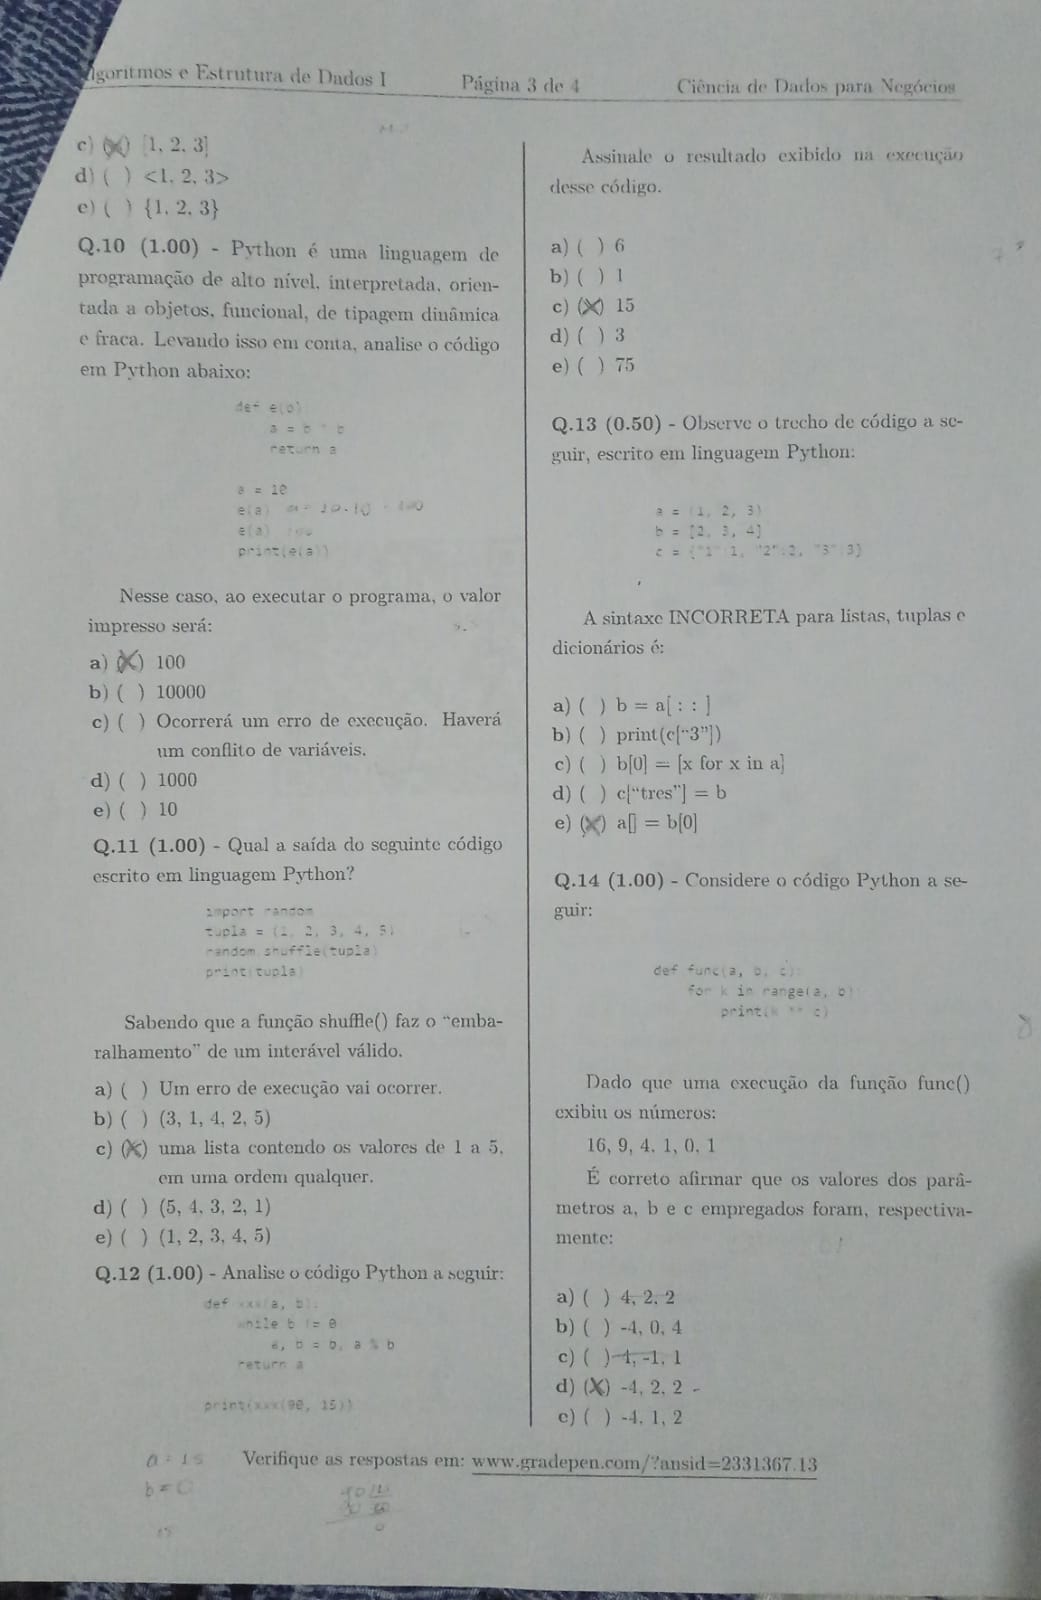 lgoritmos e Estrutura de Dados I
Página 3 de 4
Ciência de Dados para Negócios
c) (X) [1, 2, 3]
d) ( ) <1, 2, 3>
e) ( ) {1, 2, 3}
Q.10 (1.00) - Python é uma linguagem de
programação de alto nível, interpretada, orien-
tada a objetos, funcional, de tipagem dinâmica
e fraca. Levando isso em conta, analise o código
em Python abaixo:
def e(b)
a = b * b
return a
a = 10
e(a) a = 10.10 = 100
e(a) 100
print(e(a))
Nesse caso, ao executar o programa, o valor
impresso será:
a) (X) 100
b) ( ) 10000
c) ( ) Ocorrerá um erro de execução. Haverá
um conflito de variáveis.
d) ( ) 1000
e) ( ) 10
Q.11 (1.00) - Qual a saída do seguinte código
escrito em linguagem Python?
import random
tupla = (1, 2, 3, 4, 5)
random.shuffle(tupla)
print(tupla)
Sabendo que a função shuffle() faz o “emba-
ralhamento” de um interável válido.
a) ( ) Um erro de execução vai ocorrer.
b) ( ) (3, 1, 4, 2, 5)
c) (X) uma lista contendo os valores de 1 a 5,
em uma ordem qualquer.
d) ( ) (5, 4, 3, 2, 1)
e) ( ) (1, 2, 3, 4, 5)
Q.12 (1.00) - Analise o código Python a seguir:
def xxx(a, b):
while b != 0
a, b = b, a % b
return a
print(xxx(90, 15))
a = 15
b = 0
15
Assinale o resultado exibido na execução
desse código.
a) ( ) 6
b) ( ) 1
c) (X) 15
d) ( ) 3
e) ( ) 75
Q.13 (0.50) - Observe o trecho de código a se-
guir, escrito em linguagem Python:
a = (1, 2, 3)
b = [2, 3, 4]
c = {"1":1, "2":2, "3":3}
A sintaxe INCORRETA para listas, tuplas e
dicionários é:
a) ( ) b = a[ : : ]
b) ( ) print(c[“3”])
c) ( ) b[0] = [x for x in a]
d) ( ) c[“tres”] = b
e) (X) a[] = b[0]
Q.14 (1.00) - Considere o código Python a se-
guir:
def func(a, b, c):
for k in range(a, b)
print(k ** c)
Dado que uma execução da função func()
exibiu os números:
16, 9, 4, 1, 0, 1
É correto afirmar que os valores dos parâ-
metros a, b e c empregados foram, respectiva-
mente:
a) ( ) 4, 2, 2
b) ( ) -4, 0, 4
c) ( ) -4, -1, 1
d) (X) -4, 2, 2
e) ( ) -4, 1, 2
Verifique as respostas em: www.gradepen.com/?ansid=2331367.13